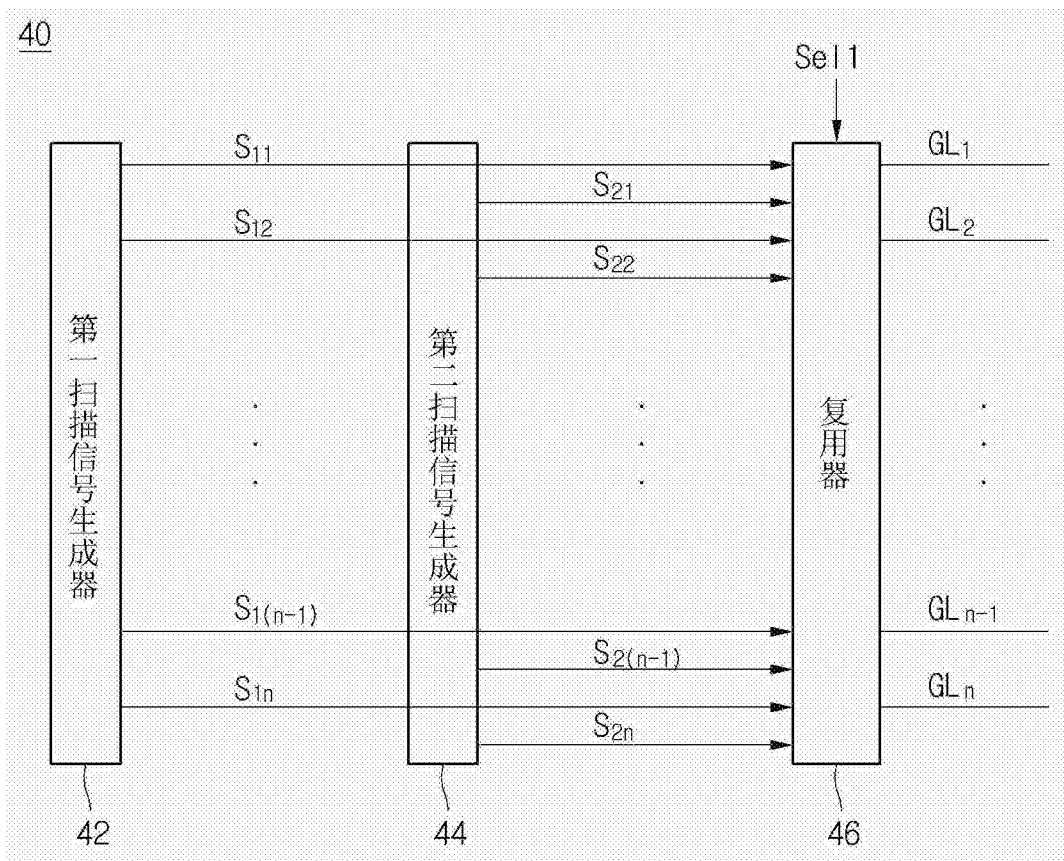 40
Sel1
S₁₁
GL₁
S₂₁
S₁₂
GL₂
S₂₂
第一扫描信号生成器
第二扫描信号生成器
复用器
S₁₍ₙ₋₁₎
GLₙ₋₁
S₂₍ₙ₋₁₎
S₁ₙ
GLₙ
S₂ₙ
42
44
46